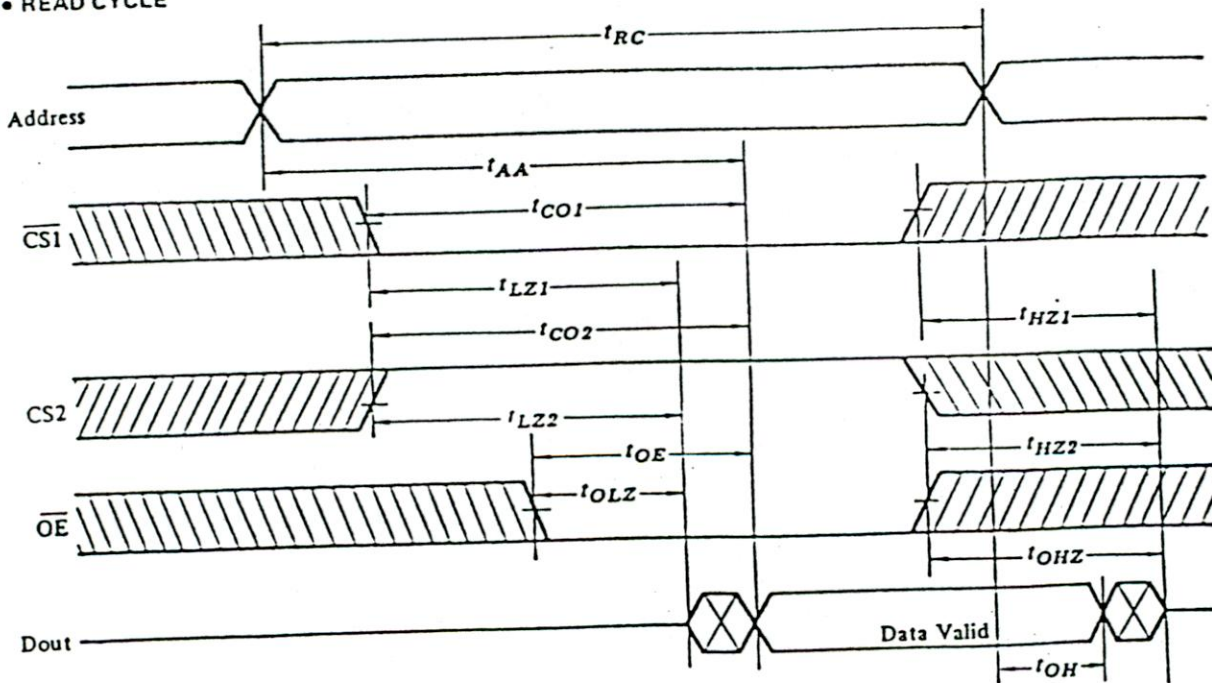 • READ CYCLE
tRC
Address
tAA
tCO1
CS1
tLZ1
tHZ1
tCO2
CS2
tLZ2
tHZ2
tOE
tOLZ
OE
tOHZ
Dout
Data Valid
tOH